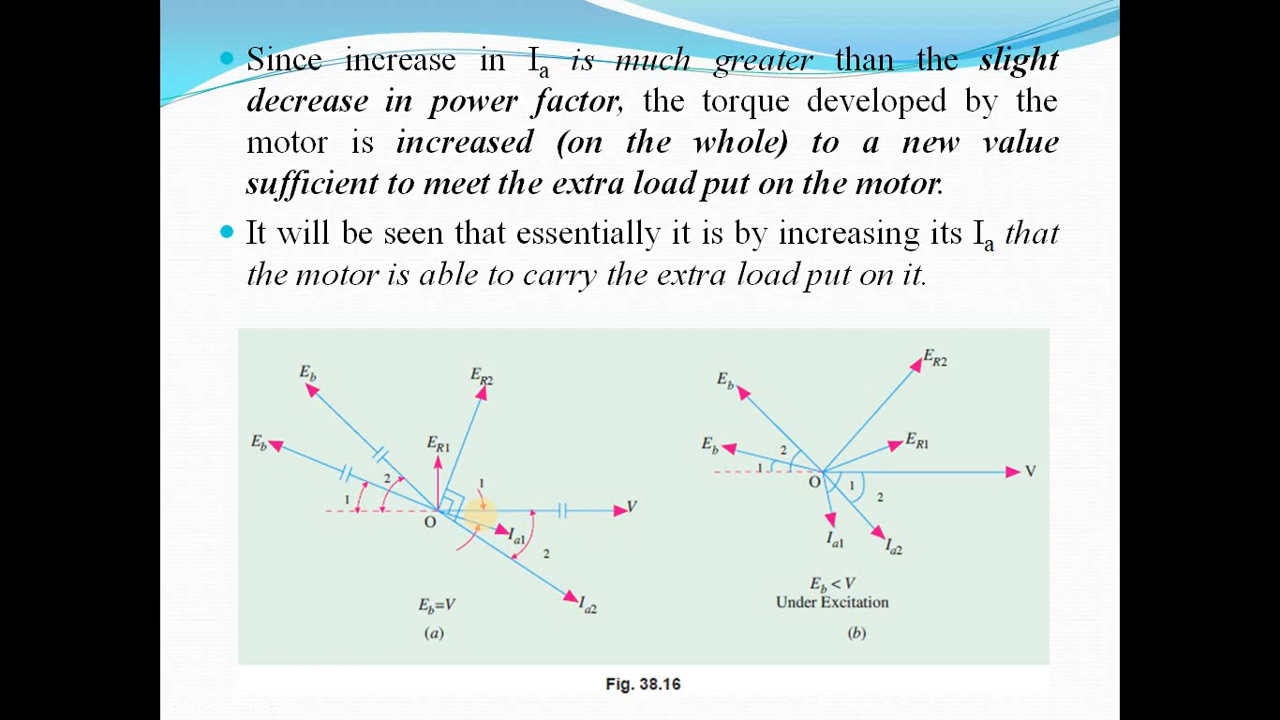 Since increase in Ia is much greater than the slight
decrease in power factor, the torque developed by the
motor is increased (on the whole) to a new value
sufficient to meet the extra load put on the motor.
It will be seen that essentially it is by increasing its Ia that
the motor is able to carry the extra load put on it.
Eb
ER2
Eb
ER1
1
2
1
O
V
Ia1
2
Ia2
Eb=V
(a)
Eb
ER2
Eb
ER1
2
1
O
V
1
2
Ia1
Ia2
Eb < V
Under Excitation
(b)
Fig. 38.16